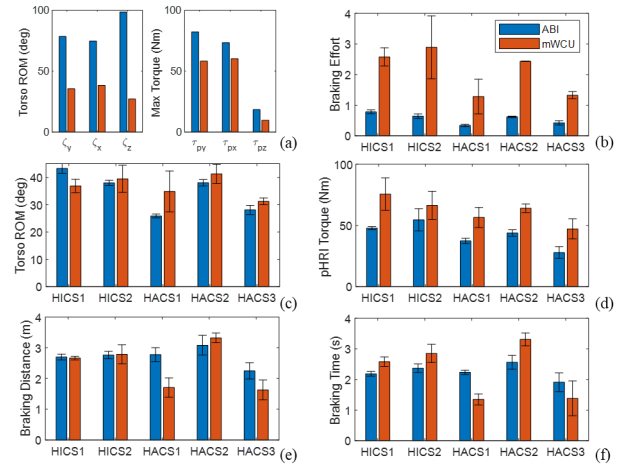 Torso ROM (deg)
100
50
0
ζy
ζx
ζz
Max Torque (Nm)
100
50
0
τpy
τpx
τpz
(a)
Braking Effort
4
3
2
1
0
ABI
mWCU
HICS1
HICS2
HACS1
HACS2
HACS3
(b)
Torso ROM (deg)
40
30
20
10
0
HICS1
HICS2
HACS1
HACS2
HACS3
(c)
pHRI Torque (Nm)
100
50
0
HICS1
HICS2
HACS1
HACS2
HACS3
(d)
Braking Distance (m)
4
3
2
1
0
HICS1
HICS2
HACS1
HACS2
HACS3
(e)
Braking Time (s)
4
3
2
1
0
HICS1
HICS2
HACS1
HACS2
HACS3
(f)